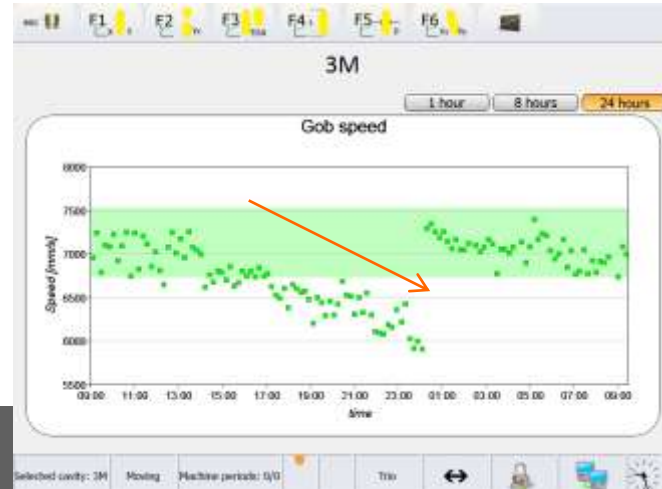 F1 F2 F3 F4 F5 F6
3M
1 hour 8 hours 24 hours
Gob speed
8000
7500
7000
6500
6000
5500
Speed [mm/s]
09:00 11:00 13:00 15:00 17:00 19:00 21:00 23:00 01:00 03:00 05:00 07:00 09:00
time
Selected cavity: 3M Moving Machine periods: 0/0 Trio